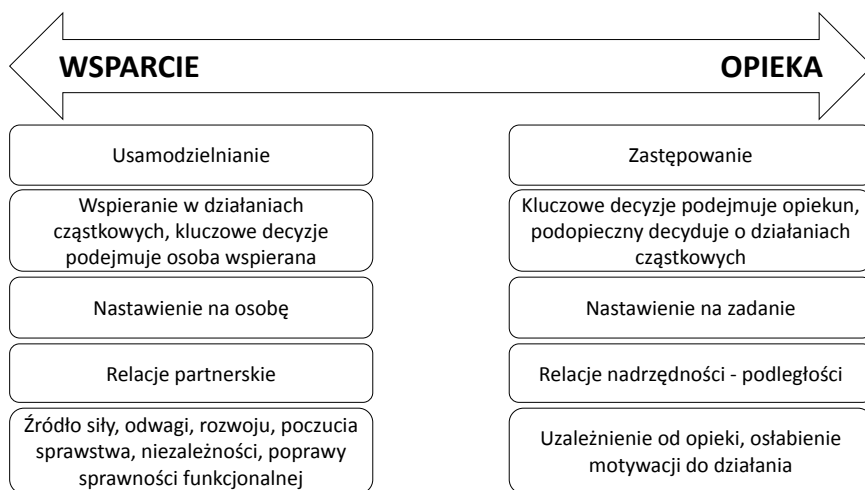 WSPARCIE
OPIEKA
Usamodzielnianie
Zastępowanie
Wspieranie w działaniach
cząstkowych, kluczowe decyzje
podejmuje osoba wspierana
Kluczowe decyzje podejmuje opiekun,
podopieczny decyduje o działaniach
cząstkowych
Nastawienie na osobę
Nastawienie na zadanie
Relacje partnerskie
Relacje nadrzędności - podległości
Źródło siły, odwagi, rozwoju, poczucia
sprawstwa, niezależności, poprawy
sprawności funkcjonalnej
Uzależnienie od opieki, osłabienie
motywacji do działania